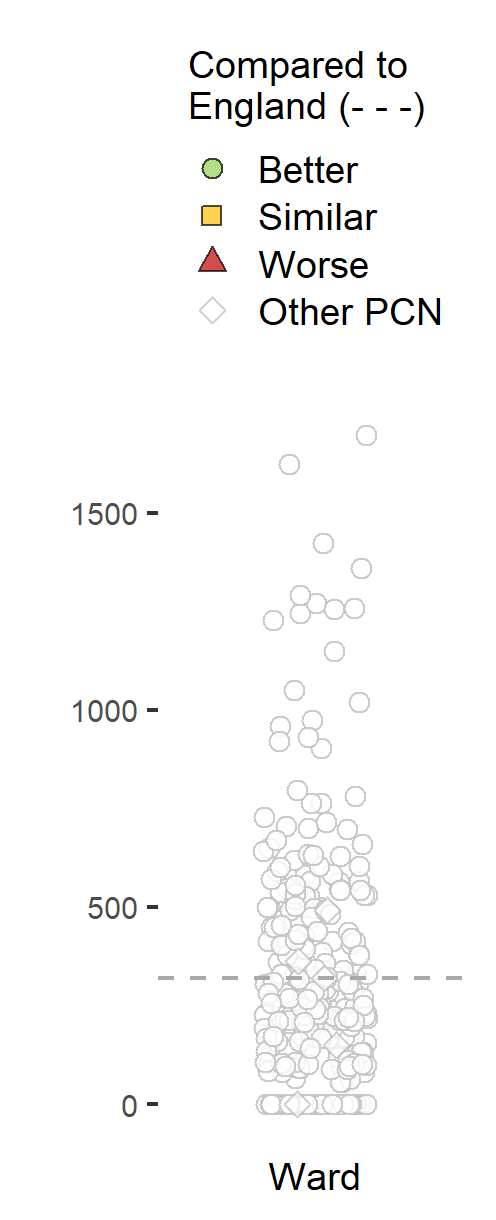 Compared to
England (- - -)
Better
Similar
Worse
Other PCN
1500
1000
500
0
Ward